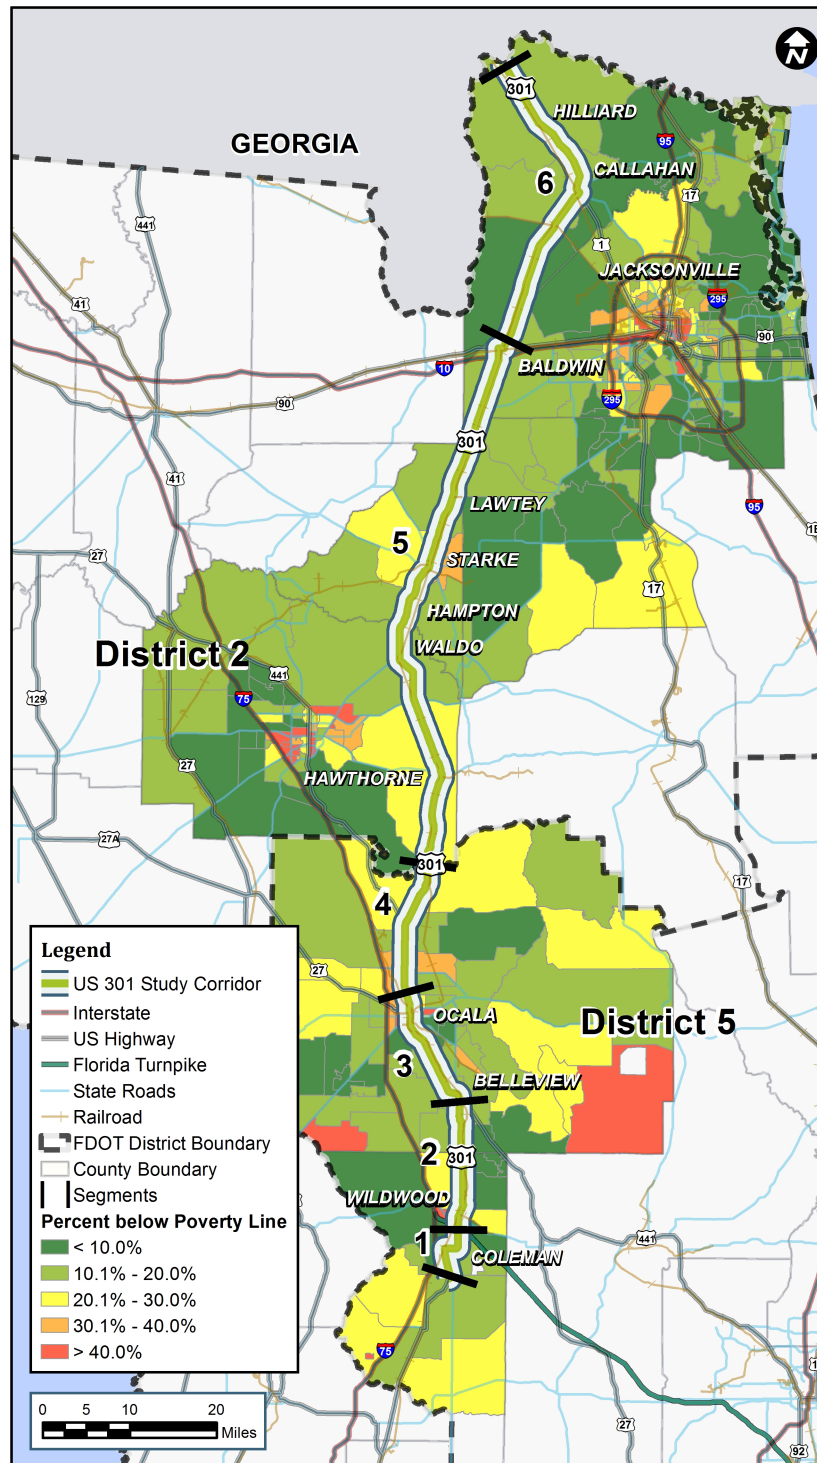 N
301
HILLIARD
GEORGIA
95
CALLAHAN
6
17
441
1
JACKSONVILLE
41
295
90
10
BALDWIN
90
295
301
41
LAWTEY
95
5
STARKE
27
17
HAMPTON
WALDO
District 2
441
129
75
27
HAWTHORNE
27A
301
17
4
Legend
US 301 Study Corridor
Interstate
US Highway
Florida Turnpike
State Roads
Railroad
FDOT District Boundary
County Boundary
Segments
Percent below Poverty Line
< 10.0%
10.1% - 20.0%
20.1% - 30.0%
30.1% - 40.0%
> 40.0%
27
OCALA
District 5
3
BELLEVIEW
2
301
WILDWOOD
1
441
COLEMAN
75
0 5 10 20
Miles
27
92